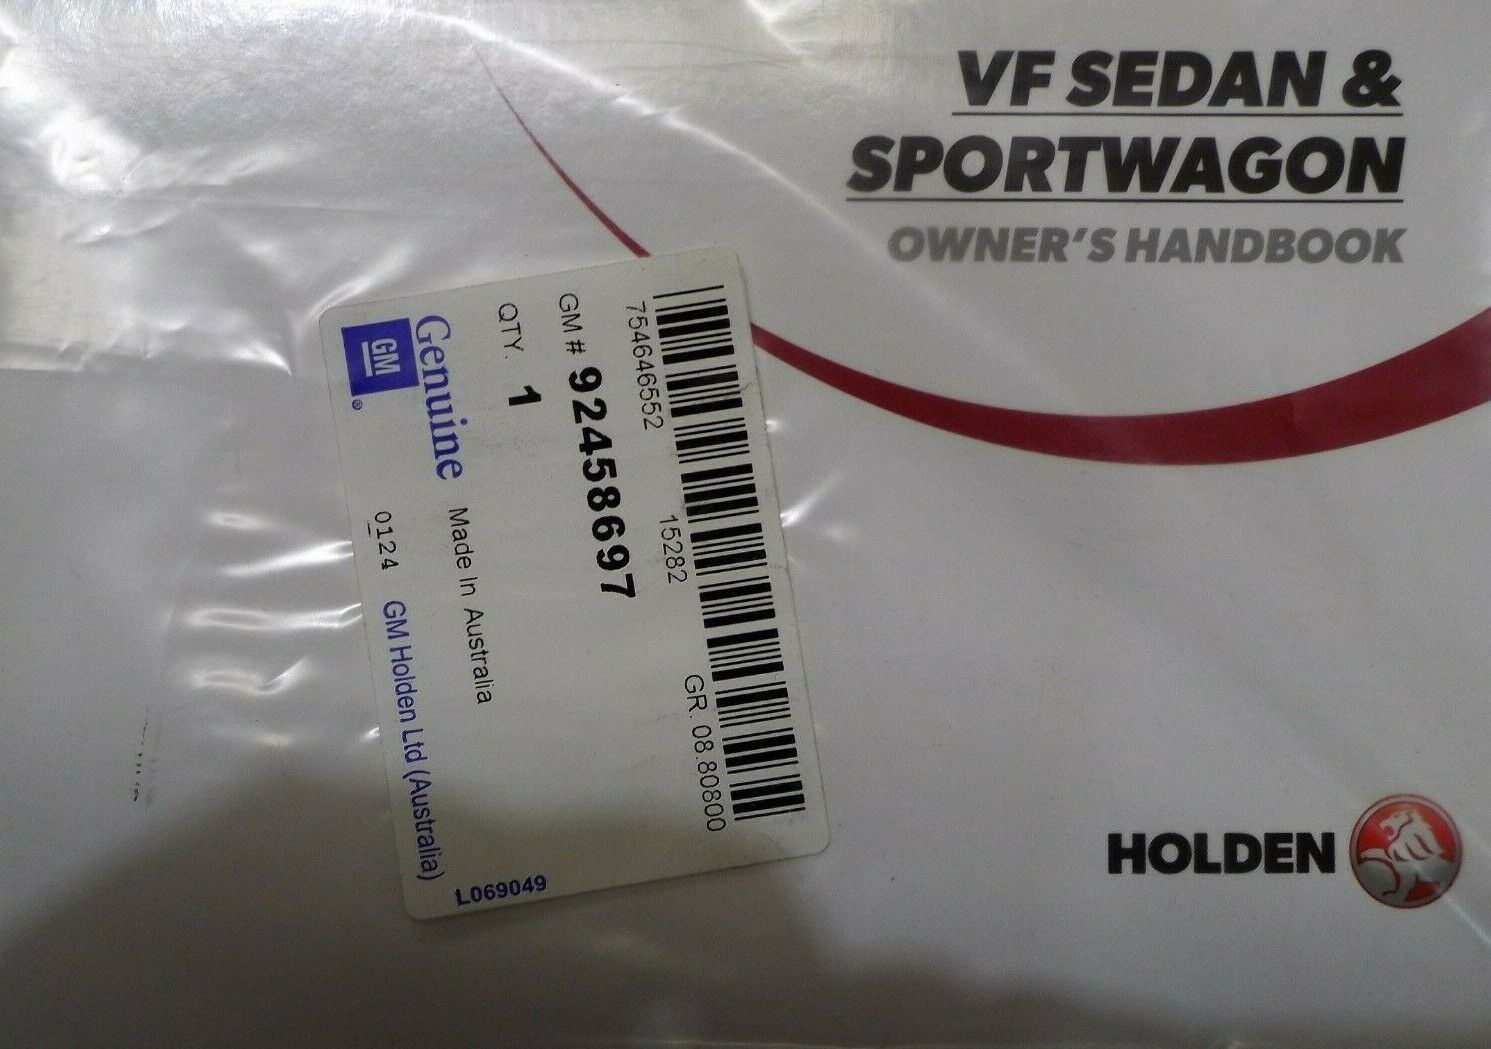 VF SEDAN &
SPORTWAGON
OWNER'S HANDBOOK
754646552 15282 GR. 08.80800
GM # 92458697
QTY. 1
Genuine Made In Australia
GM ®
0124 GM Holden Ltd (Australia)
L069049
HOLDEN